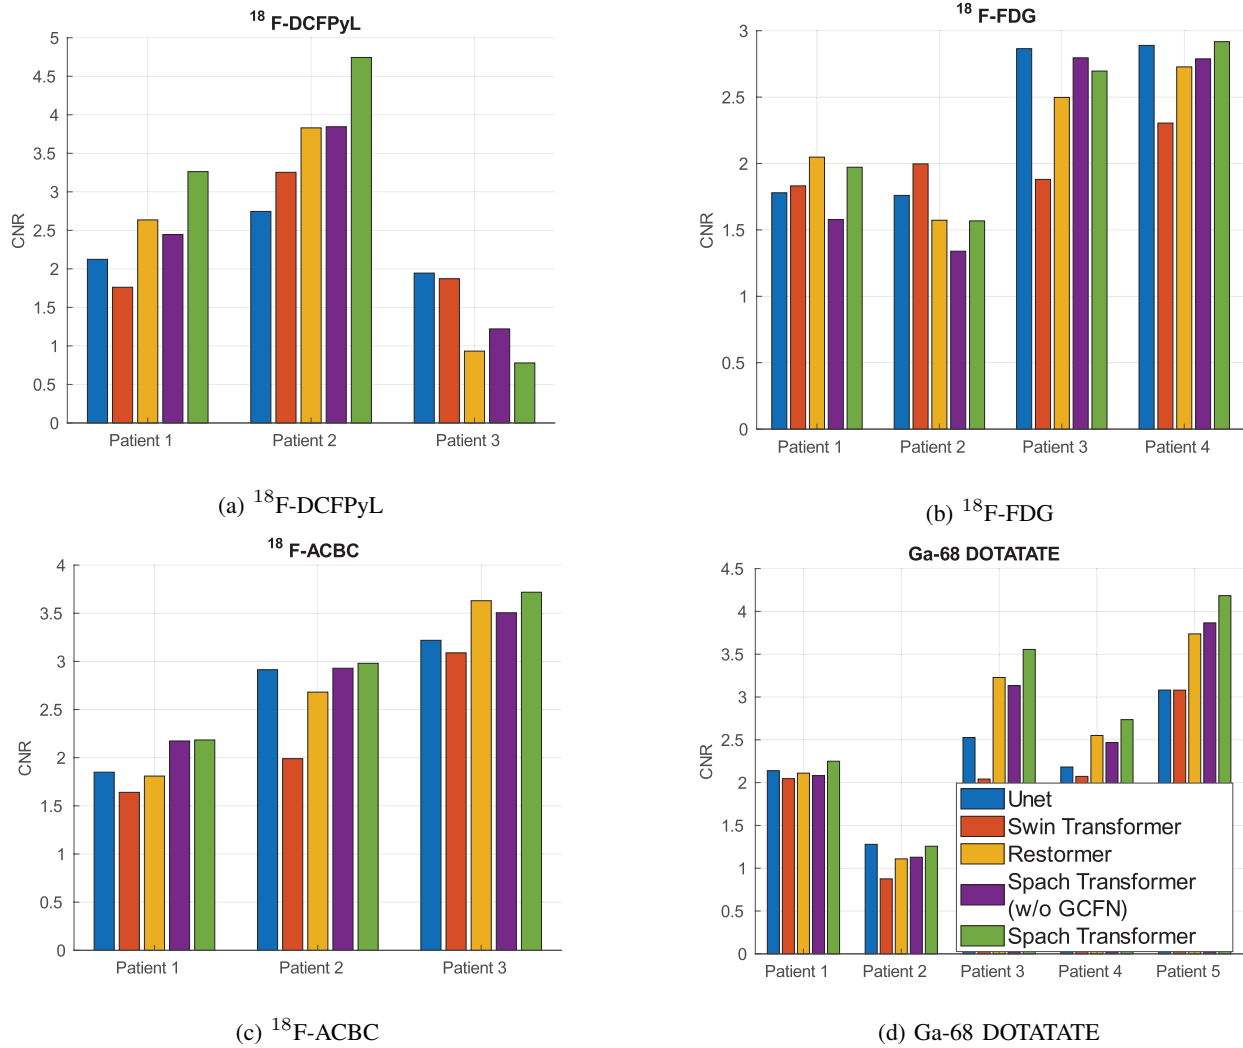 18 F-DCFPyL
5
4.5
4
3.5
3
2.5
2
1.5
1
0.5
0
CNR
Patient 1 Patient 2 Patient 3
(a) 18F-DCFPyL
18 F-FDG
3
2.5
2
1.5
1
0.5
0
CNR
Patient 1 Patient 2 Patient 3 Patient 4
(b) 18F-FDG
18 F-ACBC
4
3.5
3
2.5
2
1.5
1
0.5
0
CNR
Patient 1 Patient 2 Patient 3
(c) 18F-ACBC
Ga-68 DOTATATE
4.5
4
3.5
3
2.5
2
1.5
1
0.5
0
CNR
Unet
Swin Transformer
Restormer
Spach Transformer
(w/o GCFN)
Spach Transformer
Patient 1 Patient 2 Patient 3 Patient 4 Patient 5
(d) Ga-68 DOTATATE